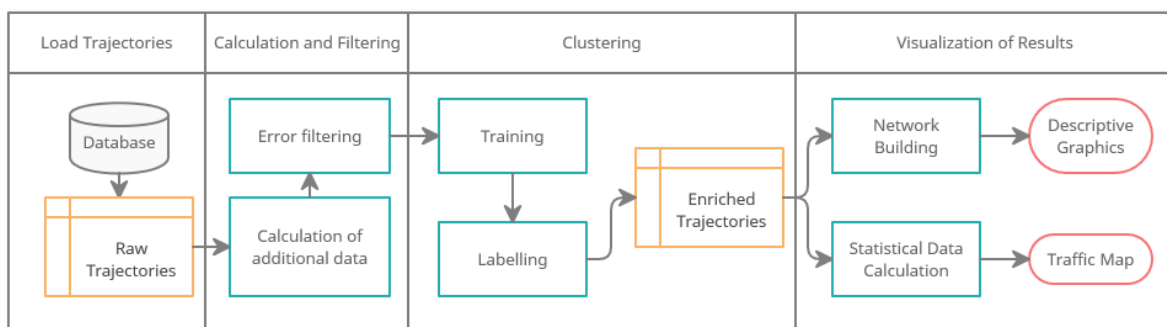 Load Trajectories
Calculation and Filtering
Clustering
Visualization of Results
Database
Raw
Trajectories
Error filtering
Calculation of
additional data
Training
Labelling
Enriched
Trajectories
Network
Building
Descriptive
Graphics
Statistical Data
Calculation
Traffic Map